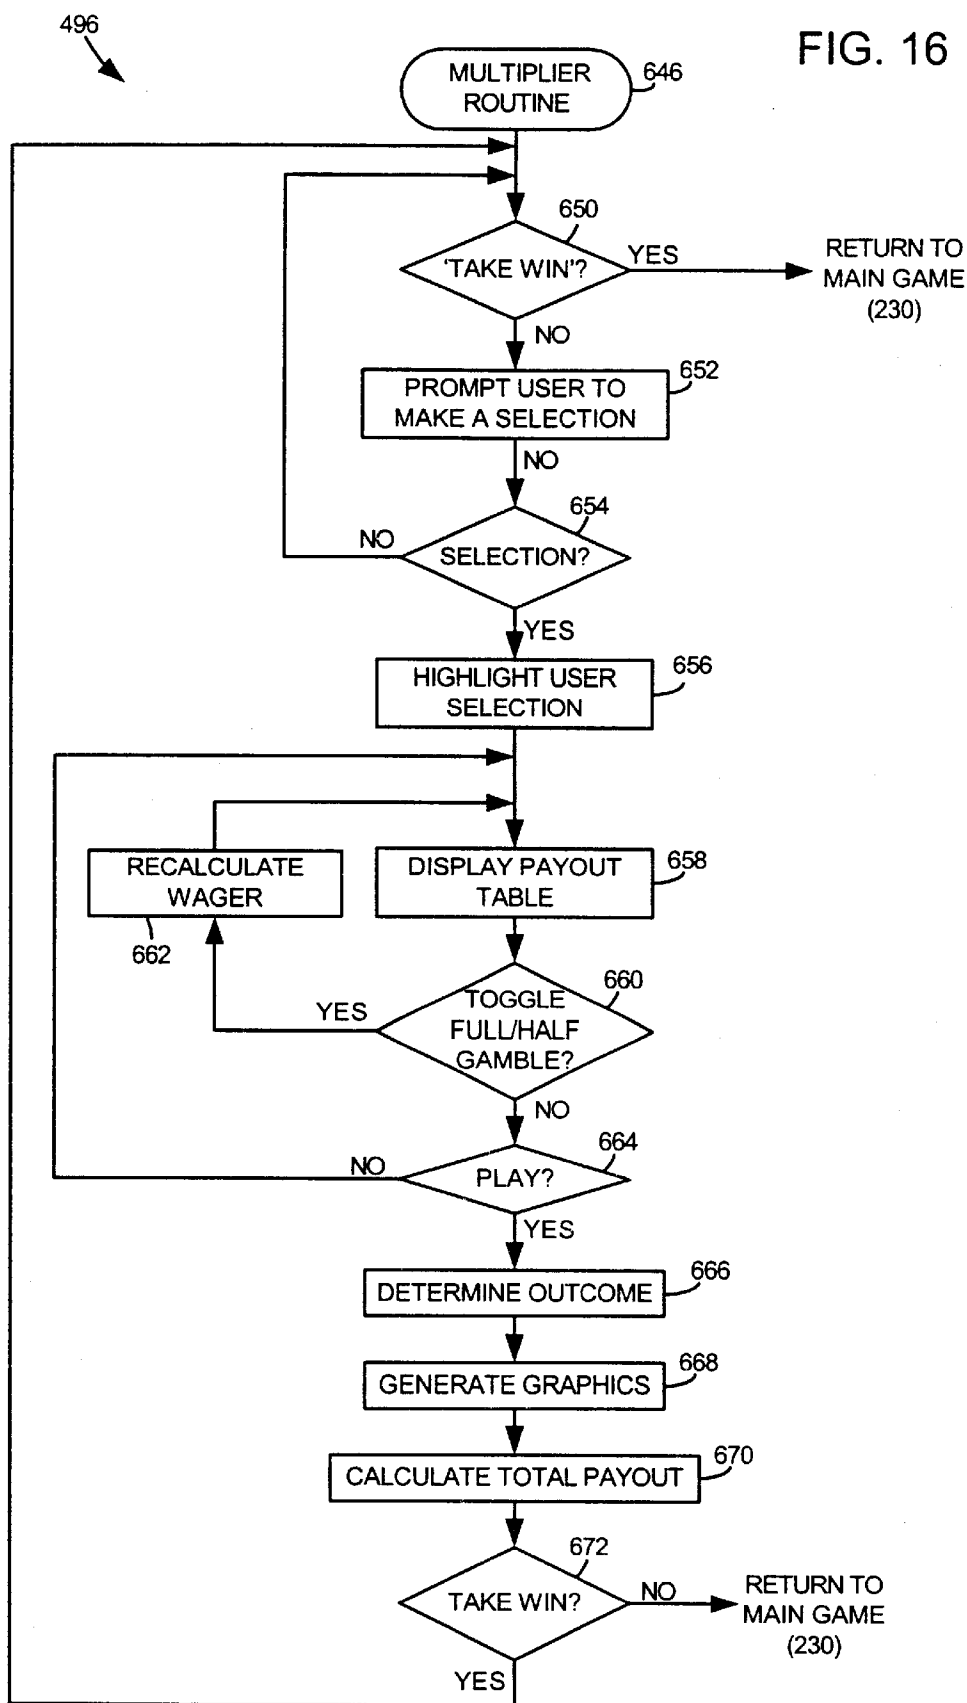 496
FIG. 16
MULTIPLIER
ROUTINE
646
650
'TAKE WIN'?
YES
RETURN TO
MAIN GAME
(230)
NO
652
PROMPT USER TO
MAKE A SELECTION
NO
654
NO
SELECTION?
YES
656
HIGHLIGHT USER
SELECTION
RECALCULATE
WAGER
662
DISPLAY PAYOUT
TABLE
658
660
YES
TOGGLE
FULL/HALF
GAMBLE?
NO
664
NO
PLAY?
YES
666
DETERMINE OUTCOME
668
GENERATE GRAPHICS
670
CALCULATE TOTAL PAYOUT
672
TAKE WIN?
NO
RETURN TO
MAIN GAME
(230)
YES